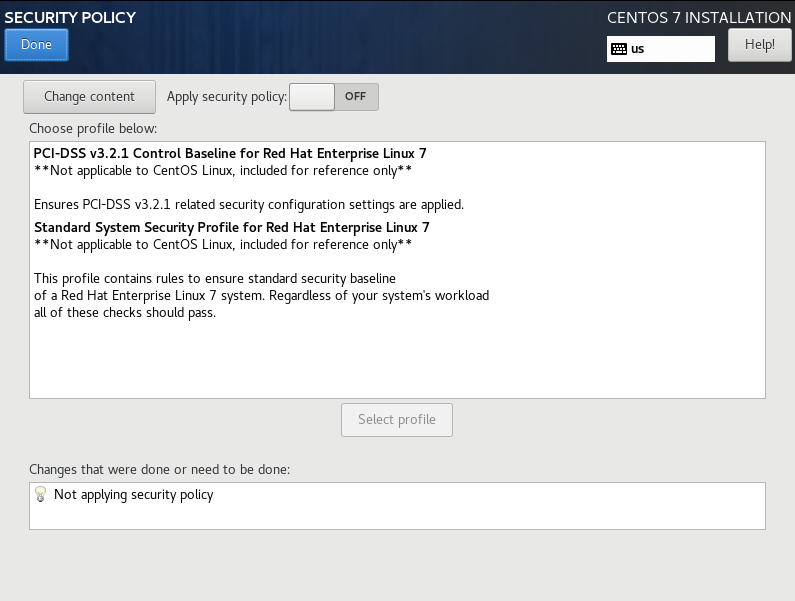 SECURITY POLICY
CENTOS 7 INSTALLATION
Done
us
Help!
Change content
Apply security policy:
OFF
Choose profile below:
PCI-DSS v3.2.1 Control Baseline for Red Hat Enterprise Linux 7
**Not applicable to CentOS Linux, included for reference only**
Ensures PCI-DSS v3.2.1 related security configuration settings are applied.
Standard System Security Profile for Red Hat Enterprise Linux 7
**Not applicable to CentOS Linux, included for reference only**
This profile contains rules to ensure standard security baseline
of a Red Hat Enterprise Linux 7 system. Regardless of your system's workload
all of these checks should pass.
Select profile
Changes that were done or need to be done:
Not applying security policy